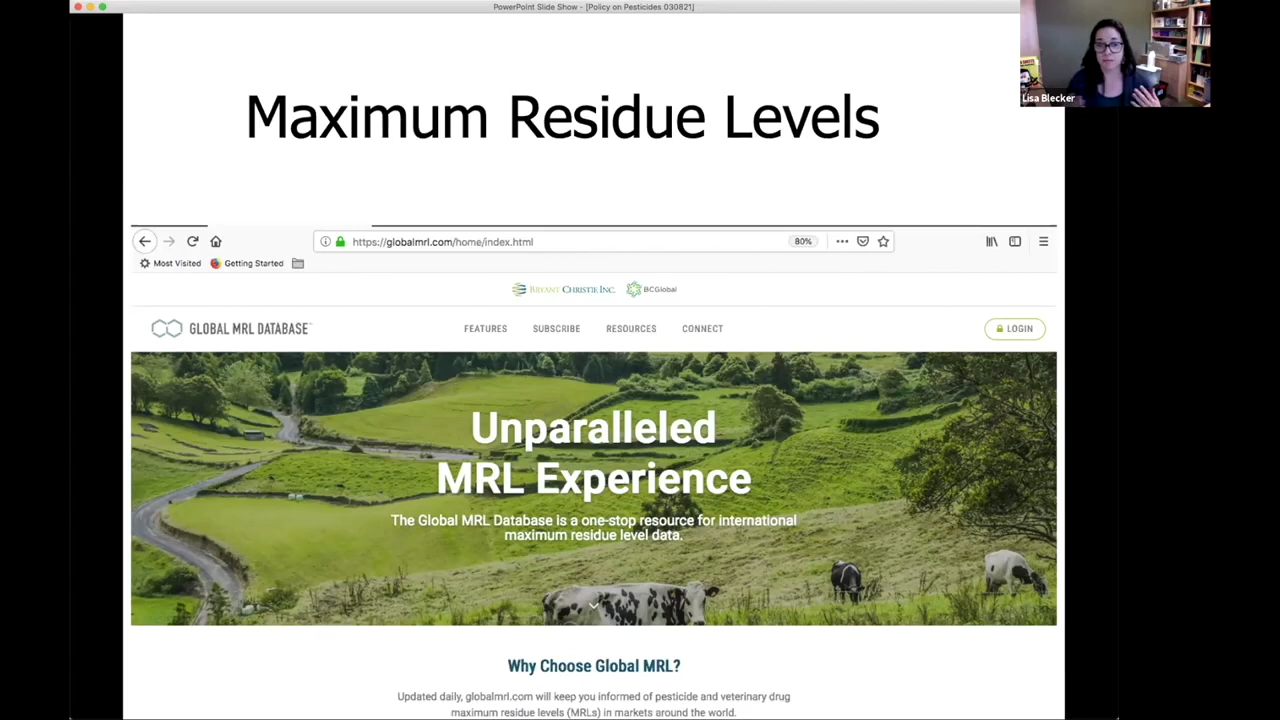 PowerPoint Slide Show - [Policy on Pesticides 030821]
Lisa Blecker
Maximum Residue Levels
https://globalmrl.com/home/index.html
80%
Most Visited
Getting Started
BRYANT CHRISTIE INC.
BCGlobal
GLOBAL MRL DATABASE
FEATURES
SUBSCRIBE
RESOURCES
CONNECT
LOGIN
Unparalleled
MRL Experience
The Global MRL Database is a one-stop resource for international
maximum residue level data.
Why Choose Global MRL?
Updated daily, globalmrl.com will keep you informed of pesticide and veterinary drug
maximum residue levels (MRLs) in markets around the world.